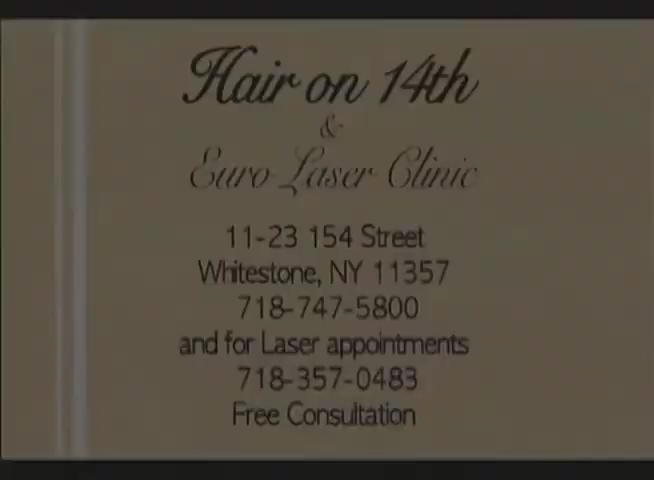 Hair on 14th
&
Euro Laser Clinic
11-23 154 Street
Whitestone, NY 11357
718-747-5800
and for Laser appointments
718-357-0483
Free Consultation